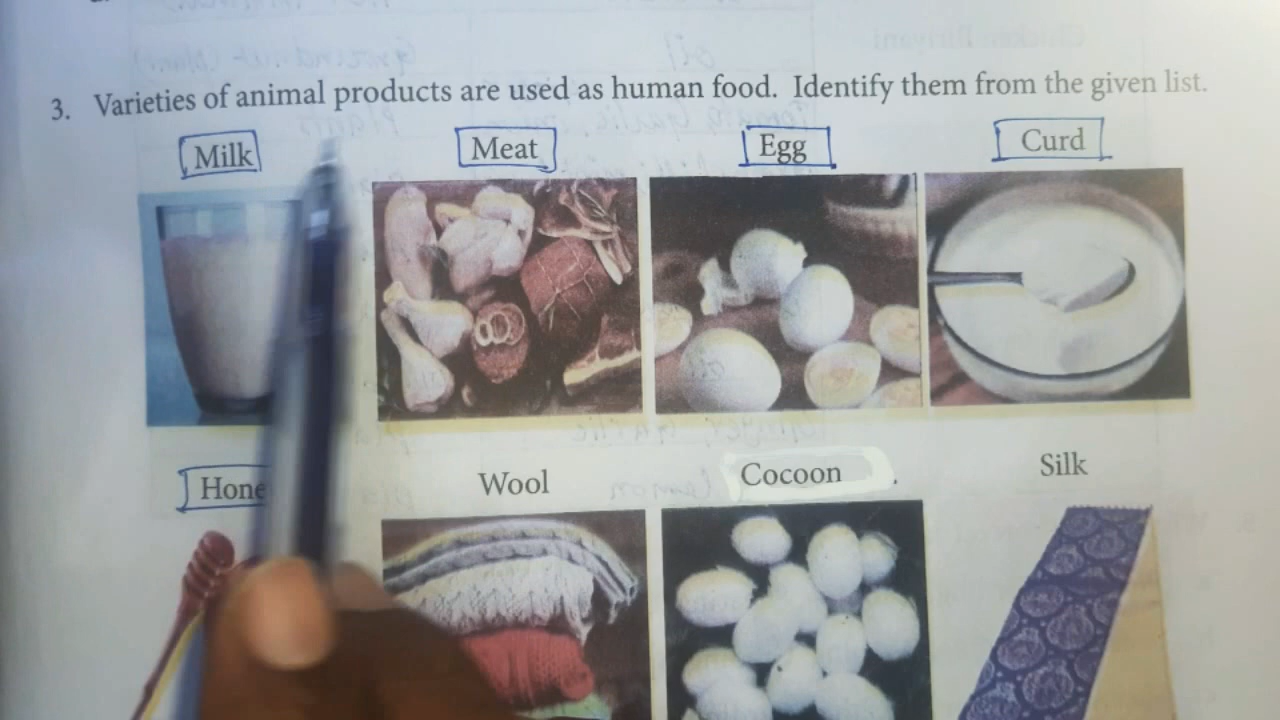 3. Varieties of animal products are used as human food. Identify them from the given list.
Milk Meat Egg Curd
Hone Wool Cocoon . Silk